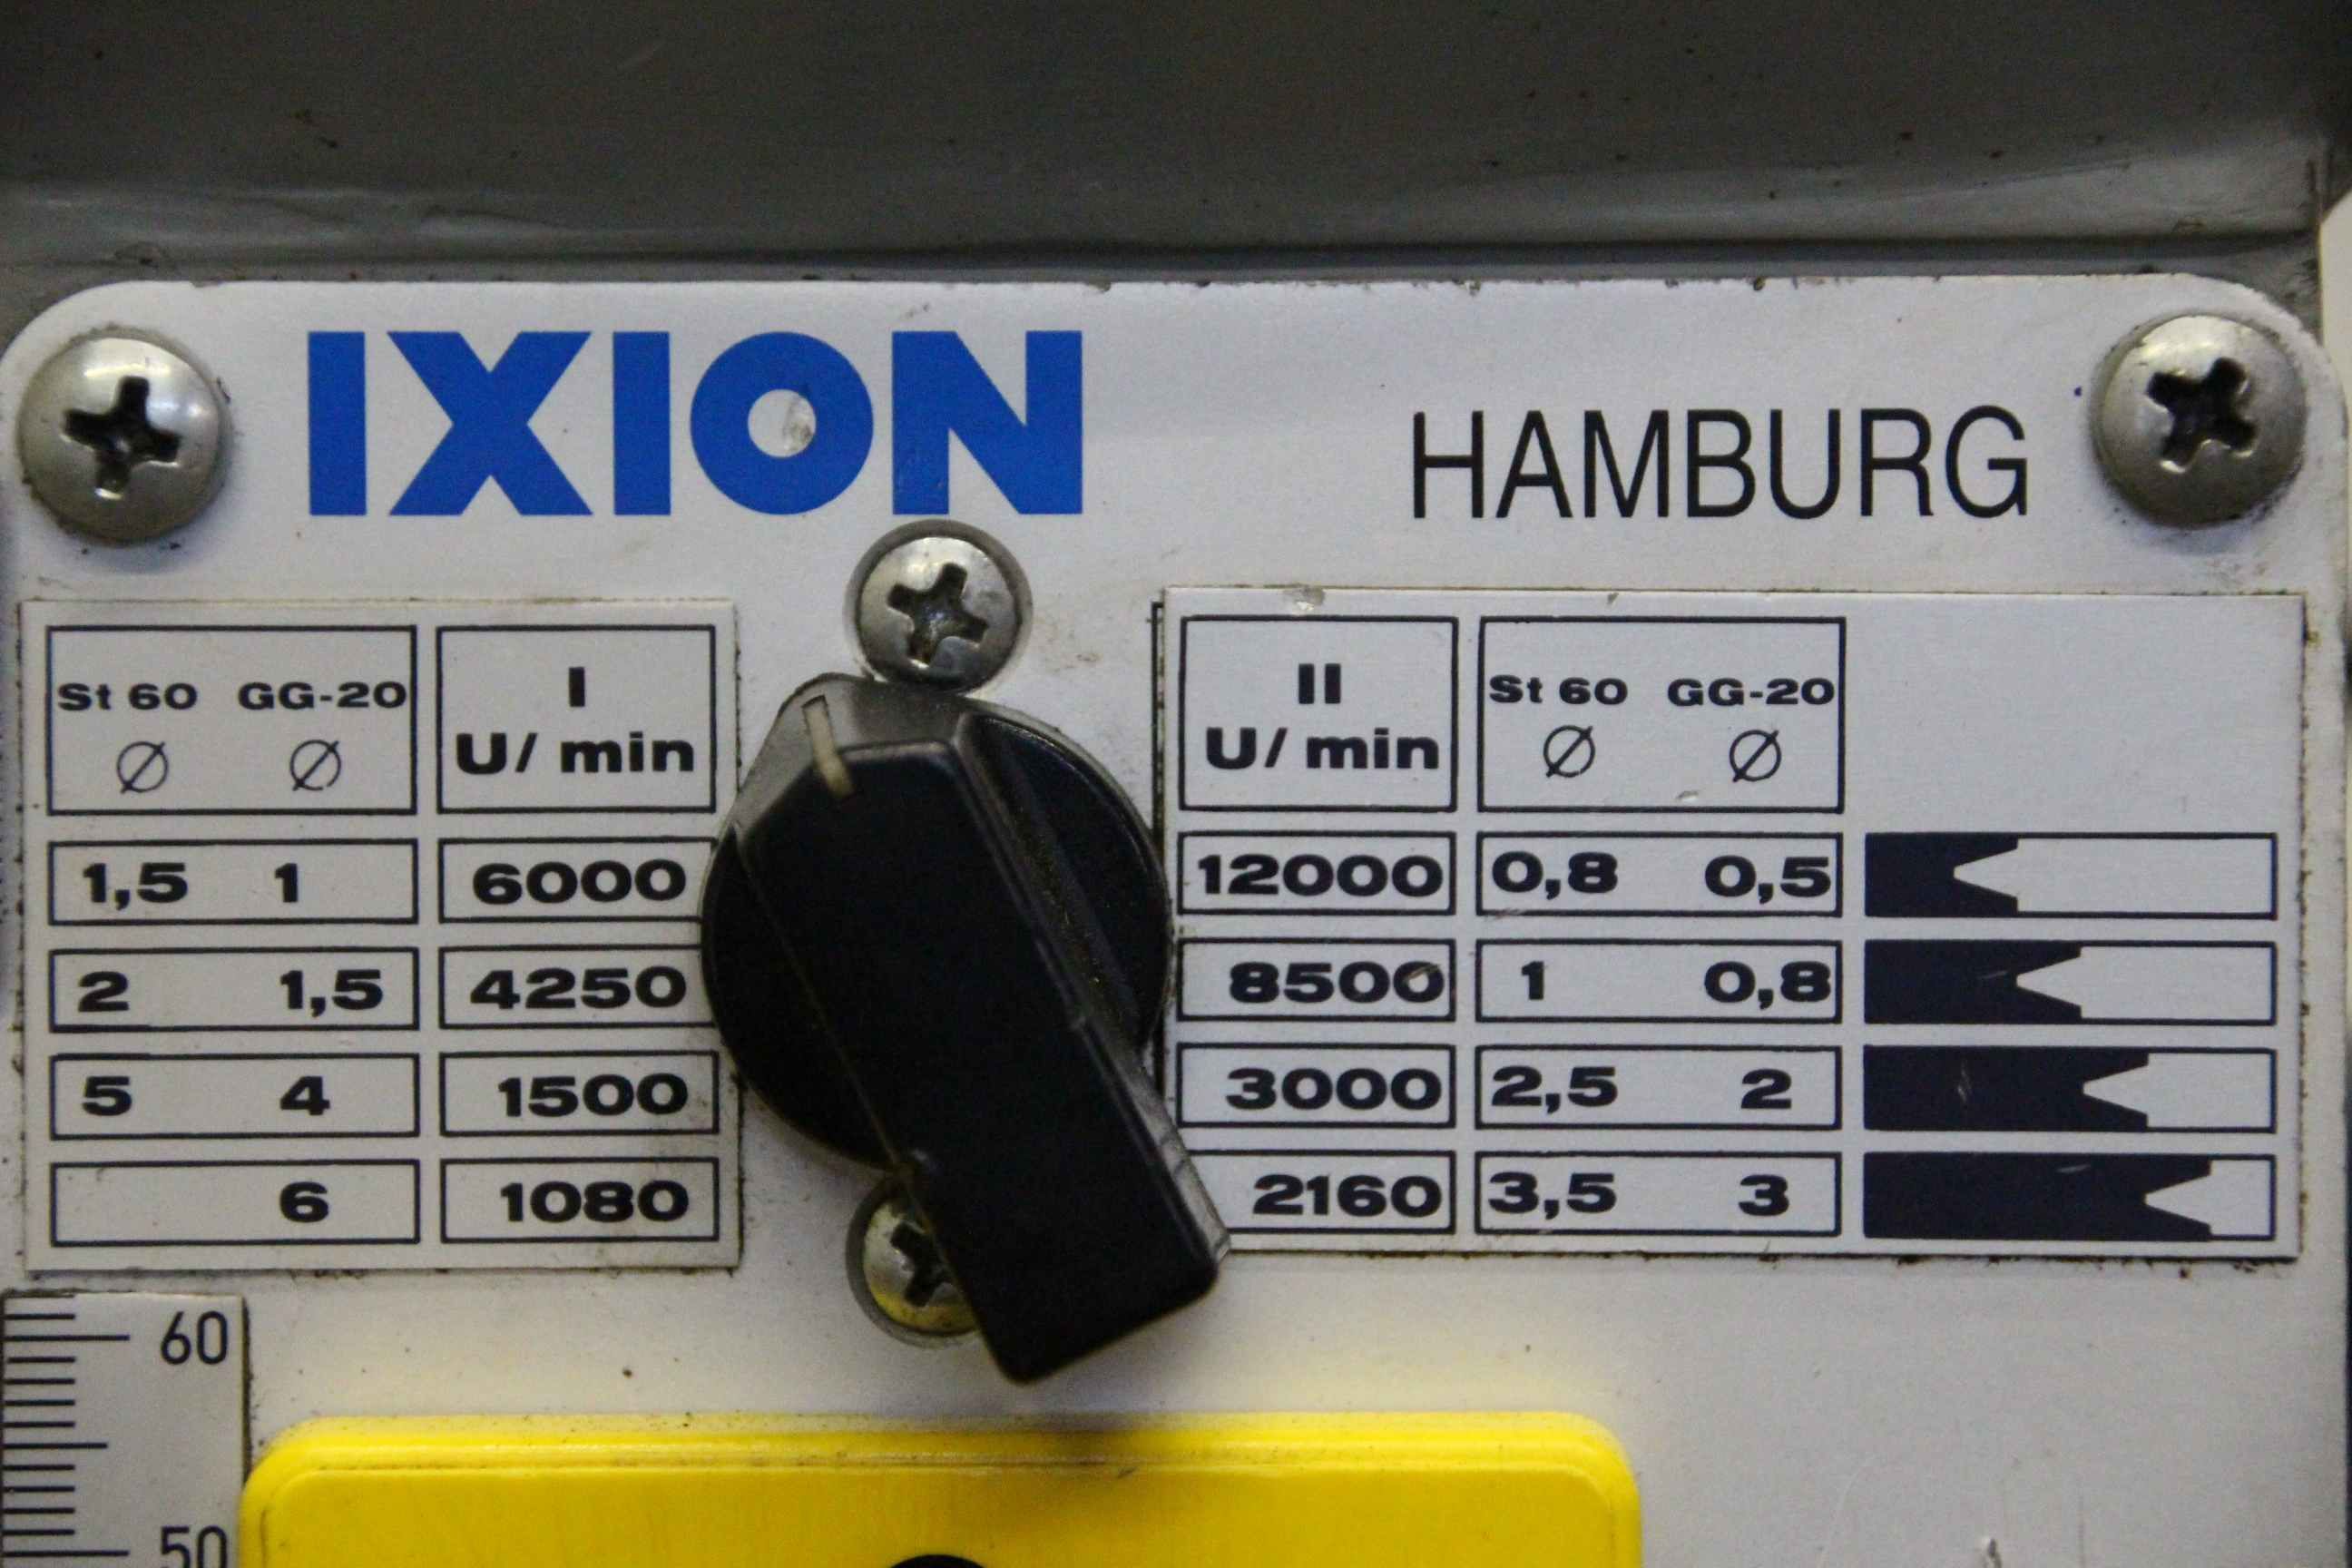 IXION
HAMBURG
St 60 GG-20
Ø Ø
I
U/min
1,5 1 6000
2 1,5 4250
5 4 1500
6 1080
II
U/min
St 60 GG-20
Ø Ø
12000 0,8 0,5
8500 1 0,8
3000 2,5 2
2160 3,5 3
60
50